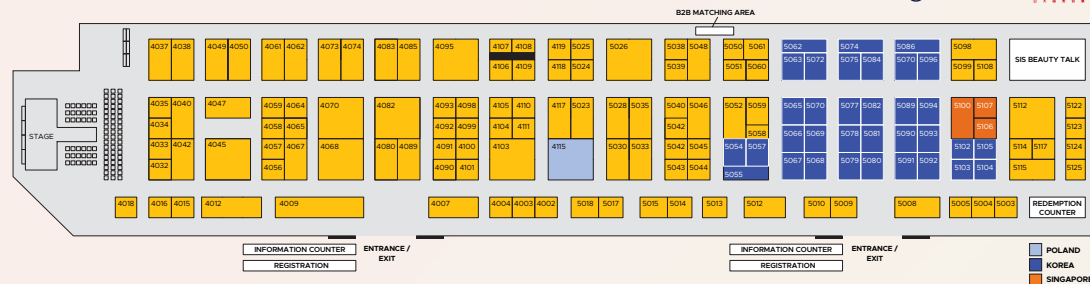 B2B MATCHING AREA
4037 4038 4049 4050 4061 4062 4073 4074 4083 4085 4095 4107 4108 4119 5025 5026 5038 5048 5050 5061 5062 5074 5086 5098
5063 5072 5075 5084 5070 5096
SIS BEAUTY TALK
4106 4109 4118 5024 5039 5051 5060 5099 5108
4035 4040 4047 4059 4064 4070 4082 4093 4098 4105 4110 4117 5023 5028 5035 5040 5046 5052 5059 5065 5070 5077 5082 5089 5094 5100 5107 5112 5122
4034 4058 4065 4092 4099 4104 4111 5042 5058 5066 5069 5078 5081 5090 5093 5106 5123
STAGE
4033 4042 4045 4057 4067 4068 4080 4089 4091 4100 4103 4115 5030 5033 5042 5045 5054 5057 5102 5105 5114 5117 5124
4032 4056 4090 4101 5043 5044 5055 5067 5068 5079 5080 5091 5092 5103 5104 5115 5125
4018 4016 4015 4012 4009 4007 4004 4003 4002 5018 5017 5015 5014 5013 5012 5010 5009 5008 5005 5004 5003
REDEMPTION
COUNTER
INFORMATION COUNTER
REGISTRATION
ENTRANCE /
EXIT
INFORMATION COUNTER
REGISTRATION
ENTRANCE /
EXIT
POLAND
KOREA
SINGAPORE